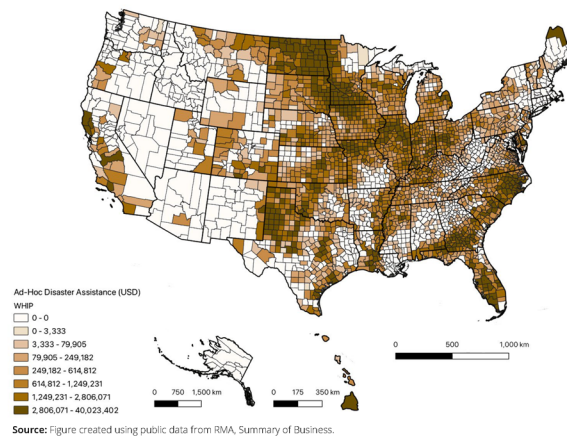 Ad-Hoc Disaster Assistance (USD)
WHIP
0 - 0
0 - 3,333
3,333 - 79,905
79,905 - 249,182
249,182 - 614,812
614,812 - 1,249,231
1,249,231 - 2,806,071
2,806,071 - 40,023,402
0 750 1,500 km
0 175 350 km
0 500 1,000 km
Source: Figure created using public data from RMA, Summary of Business.